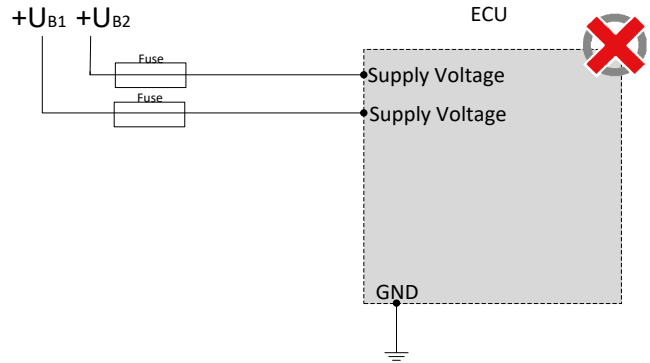 +UB1 +UB2
ECU
Fuse
Supply Voltage
Fuse
Supply Voltage
GND